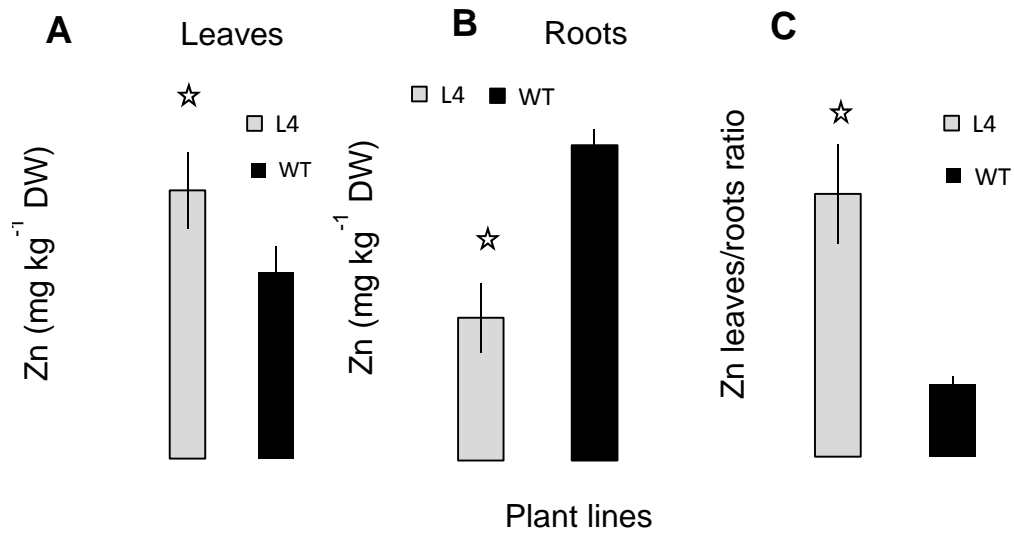 A
Leaves
L4
WT
Zn (mg kg⁻¹ DW)
B
Roots
L4
WT
Zn (mg kg⁻¹ DW)
C
L4
WT
Zn leaves/roots ratio
Plant lines